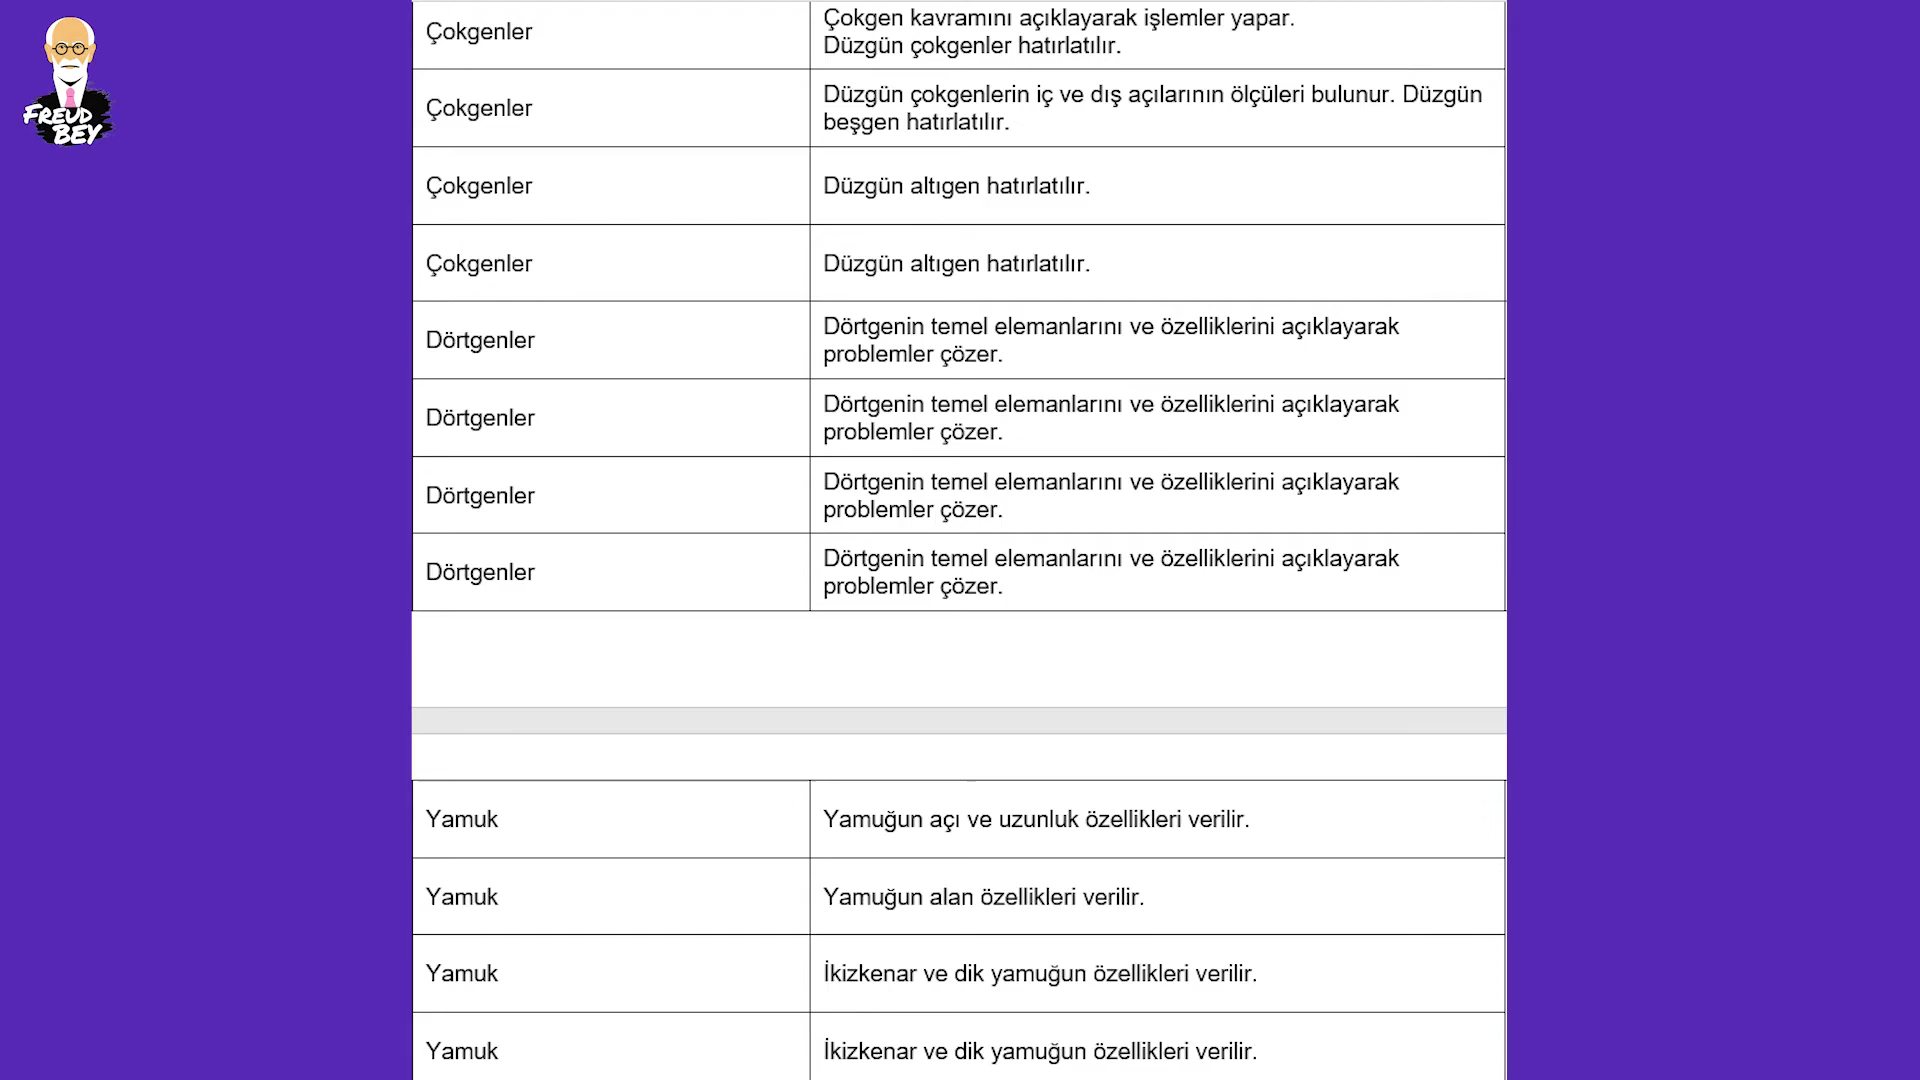 FREUD
BEY
Çokgenler
Çokgen kavramını açıklayarak işlemler yapar.
Düzgün çokgenler hatırlatılır.
Çokgenler
Düzgün çokgenlerin iç ve dış açılarının ölçüleri bulunur. Düzgün
beşgen hatırlatılır.
Çokgenler
Düzgün altıgen hatırlatılır.
Çokgenler
Düzgün altıgen hatırlatılır.
Dörtgenler
Dörtgenin temel elemanlarını ve özelliklerini açıklayarak
problemler çözer.
Dörtgenler
Dörtgenin temel elemanlarını ve özelliklerini açıklayarak
problemler çözer.
Dörtgenler
Dörtgenin temel elemanlarını ve özelliklerini açıklayarak
problemler çözer.
Dörtgenler
Dörtgenin temel elemanlarını ve özelliklerini açıklayarak
problemler çözer.
Yamuk
Yamuğun açı ve uzunluk özellikleri verilir.
Yamuk
Yamuğun alan özellikleri verilir.
Yamuk
İkizkenar ve dik yamuğun özellikleri verilir.
Yamuk
İkizkenar ve dik yamuğun özellikleri verilir.